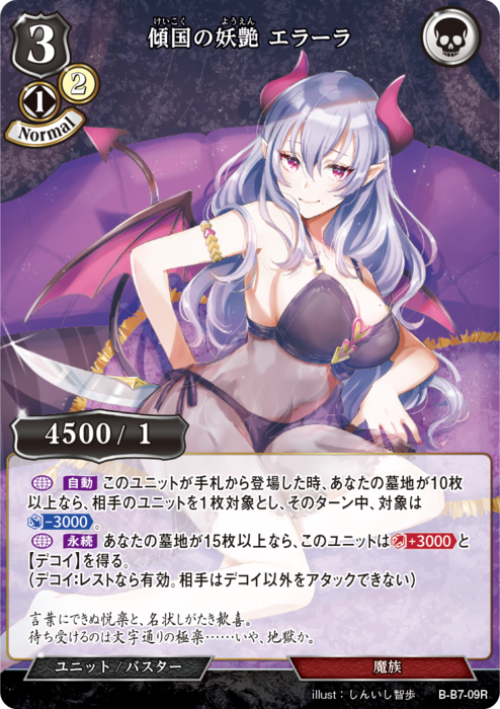 けいこく ようえん
3 傾国の妖艶 エラーラ
1 2
Normal
4500 / 1
自動 このユニットが手札から登場した時、あなたの墓地が10枚
以上なら、相手のユニットを1枚対象とし、そのターン中、対象は
-3000。
永続 あなたの墓地が15枚以上なら、このユニットは+3000と
【デコイ】を得る。
(デコイ:レストなら有効。相手はデコイ以外をアタックできない)
言葉にできぬ悦楽と、名状しがたき歓喜。
待ち受けるのは文字通りの極楽……いや、地獄か。
ユニット / バスター 魔族
illust : しんいし智歩 B-B7-09R